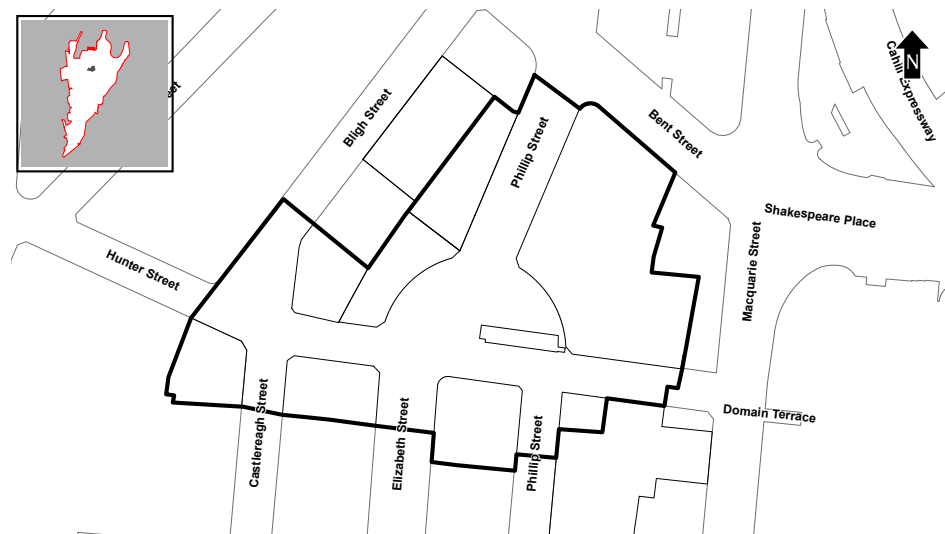 N
Cahill Expressway
eet
Bligh Street
Phillip Street
Bent Street
Shakespeare Place
Macquarie Street
Hunter Street
Domain Terrace
Castlereagh Street
Elizabeth Street
Phillip Street